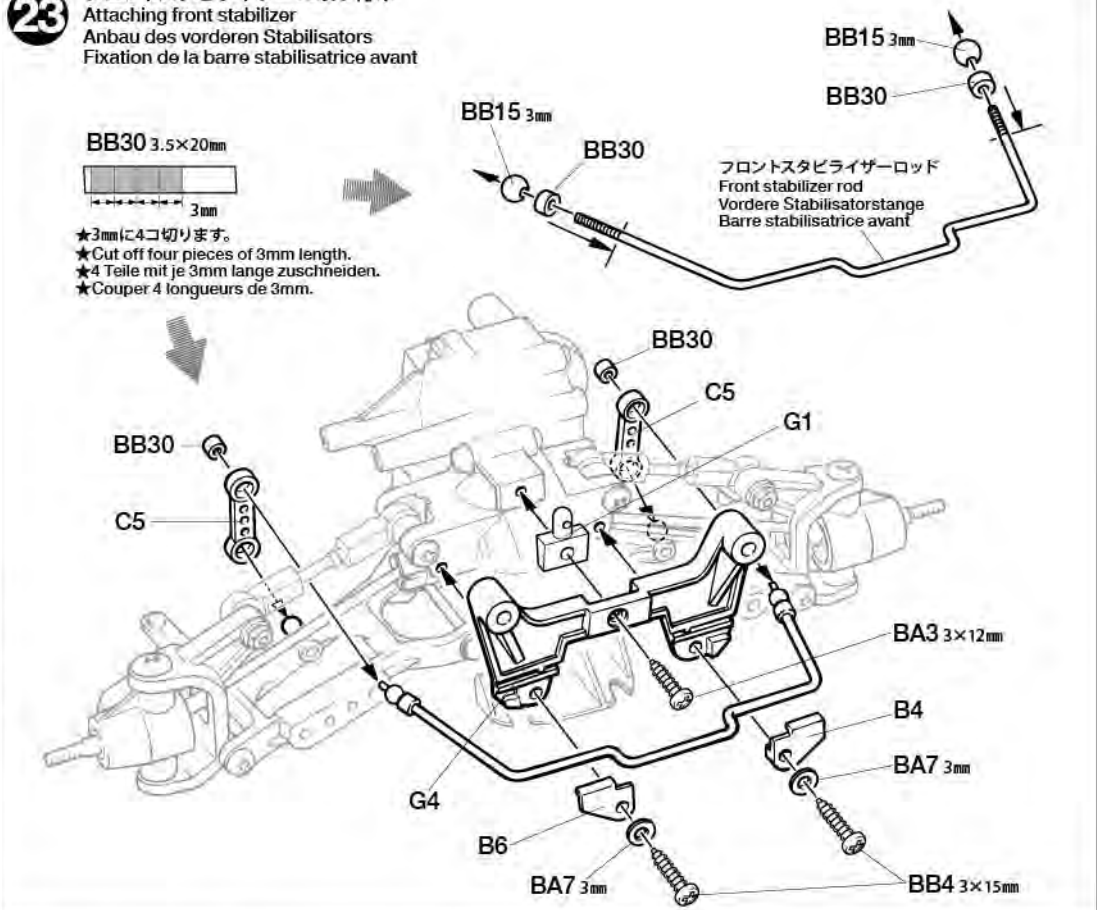 23
Attaching front stabilizer
Anbau des vorderen Stabilisators
Fixation de la barre stabilisatrice avant
BB30 3.5×20mm
3mm
★3mmに4コ切ります。
★Cut off four pieces of 3mm length.
★4 Teile mit je 3mm lange zuschneiden.
★Couper 4 longueurs de 3mm.
BB15 3mm
BB30
BB15 3mm
BB30
フロントスタビライザーロッド
Front stabilizer rod
Vordere Stabilisatorstange
Barre stabilisatrice avant
BB30
C5
G1
BB30
C5
BA3 3×12mm
B4
BA7 3mm
G4
B6
BA7 3mm
BB4 3×15mm